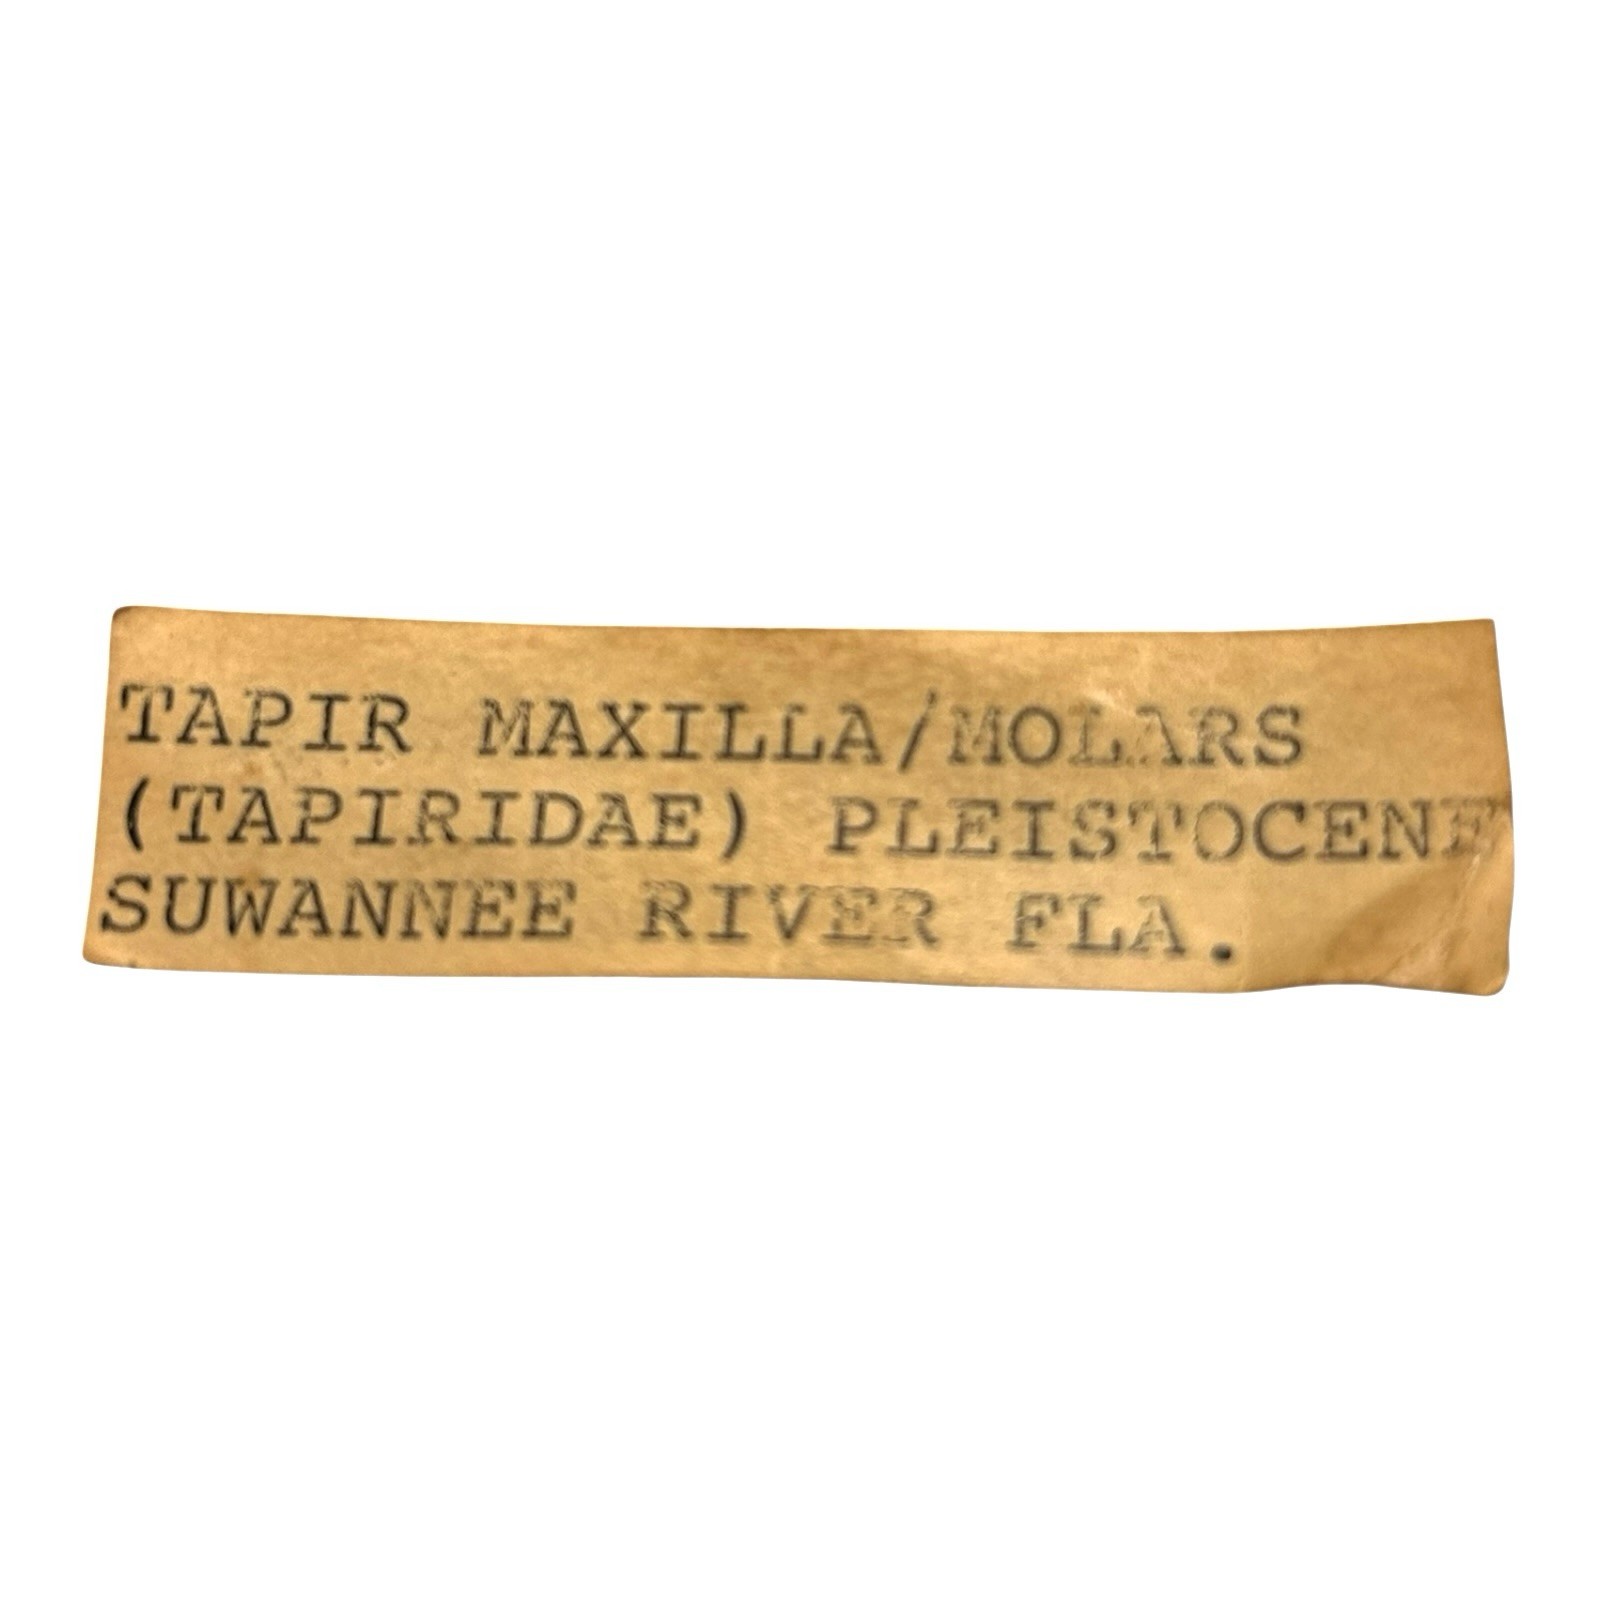 TAPIR MAXILLA/MOLARS
(TAPIRIDAE) PLEISTOCENE
SUWANNEE RIVER FLA.